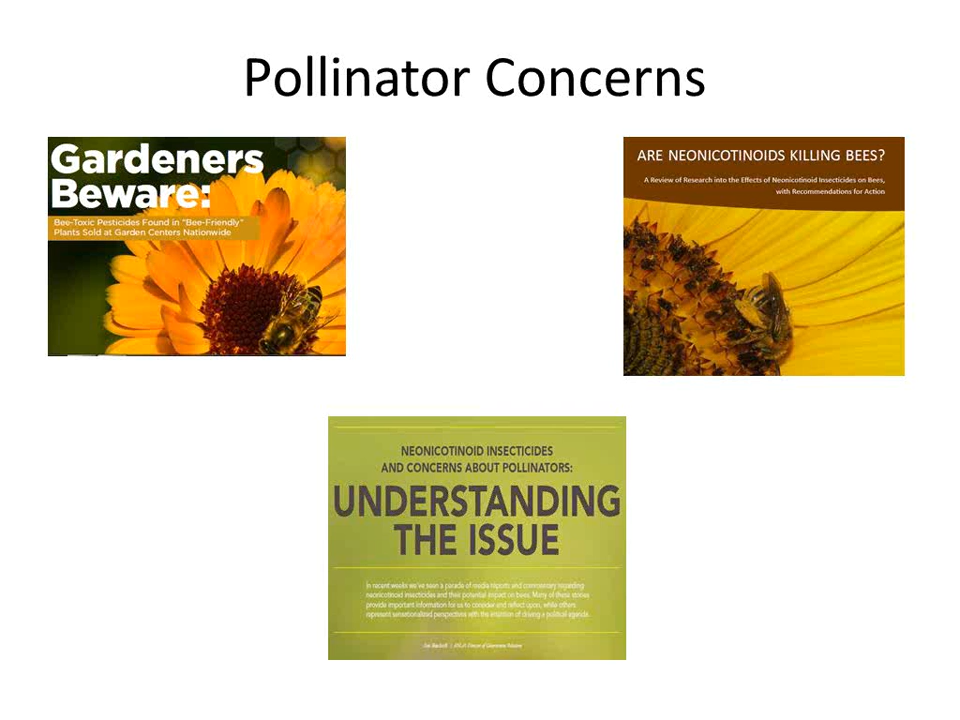 Pollinator Concerns
Gardeners
Beware:
Bee-Toxic Pesticides Found in "Bee-Friendly"
Plants Sold at Garden Centers Nationwide
ARE NEONICOTINOIDS KILLING BEES?
A Review of Research into the Effects of Neonicotinoid Insecticides on Bees,
with Recommendations for Action
NEONICOTINOID INSECTICIDES
AND CONCERNS ABOUT POLLINATORS:
UNDERSTANDING
THE ISSUE
In recent weeks we've seen a parade of media reports and commentary regarding
neonicotinoid insecticides and their potential impact on bees. Many of these stories
provide important information for us to consider and reflect upon, while others
represent sensationalized perspectives with the intention of driving a political agenda.
Director of Government Relations